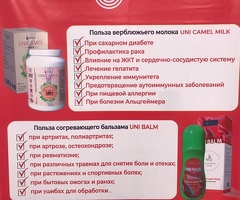 Польза верблюжьего молока UNI CAMEL MILK
При сахарном диабете
Профилактика рака
Влияние на ЖКТ и сердечно-сосудистую систему
Лечение гепатита
Укрепление иммунитета
Предотвращение аутоиммунных заболеваний
При пищевой аллергии
При болезни Альцгеймера
UNICAMEL
Польза согревающего бальзама UNI BALM
при артритах, полиартритах;
при артрозе, остеохондрозе;
при ревматизме;
при различных травмах для снятия боли и отеках;
при растяжениях и спортивных болях;
при бытовых ожогах и ранах;
при ушибах для обработки .
BALM